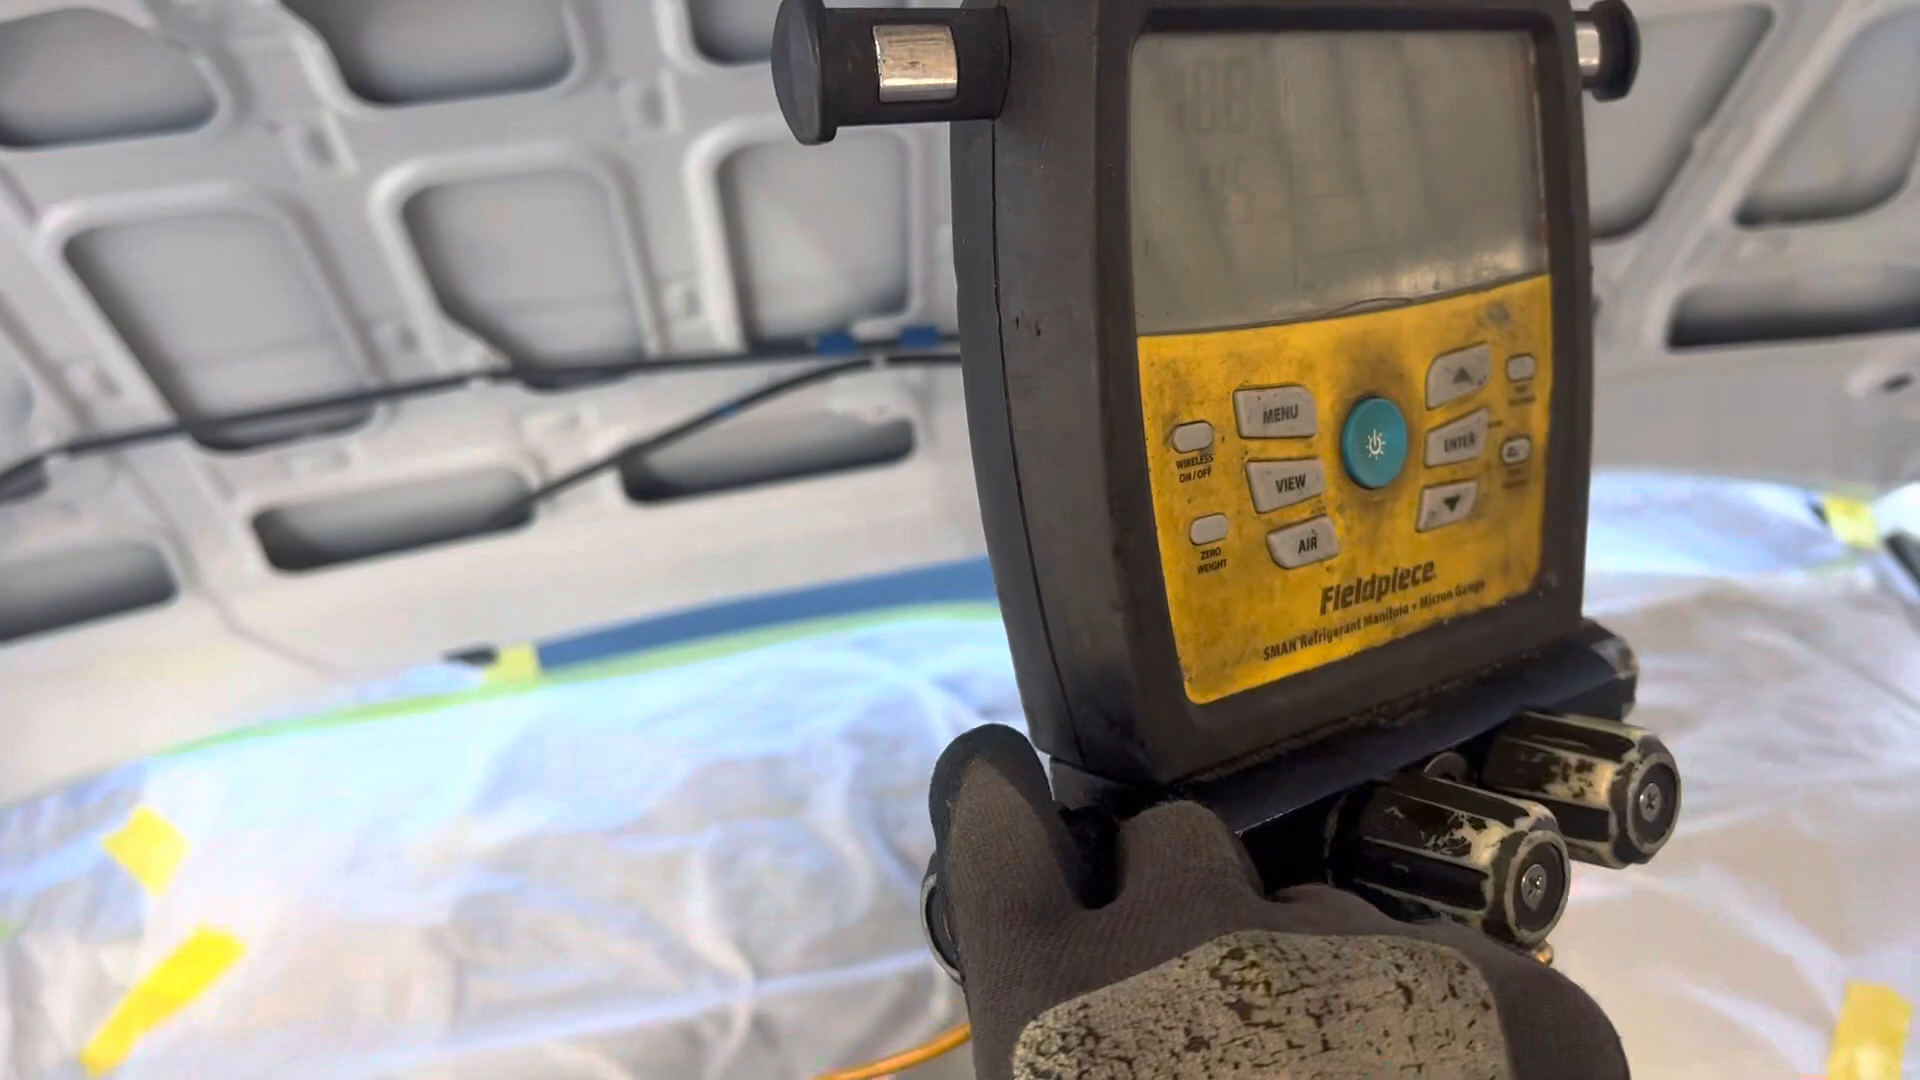 MENU
WIRELESS
ON / OFF
VIEW
ENTER
ZERO
WEIGHT
AIR
Fieldpiece
SMAN Refrigerant Manifold + Micron Gauge